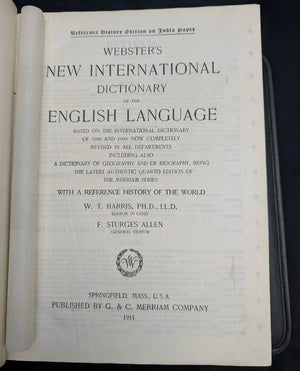 Reference History Edition on India Paper
WEBSTER'S
NEW INTERNATIONAL
DICTIONARY
OF THE
ENGLISH LANGUAGE
BASED ON THE INTERNATIONAL DICTIONARY
OF 1890 AND 1900. NOW COMPLETELY
REVISED IN ALL DEPARTMENTS
INCLUDING ALSO
A DICTIONARY OF GEOGRAPHY AND OF BIOGRAPHY, BEING
THE LATEST AUTHENTIC QUARTO EDITION OF
THE MERRIAM SERIES
WITH A REFERENCE HISTORY OF THE WORLD
W. T. HARRIS, PH.D., LL.D.
EDITOR IN CHIEF
F. STURGES ALLEN
GENERAL EDITOR
W
SPRINGFIELD, MASS., U.S.A
PUBLISHED BY G. & C. MERRIAM COMPANY
1915